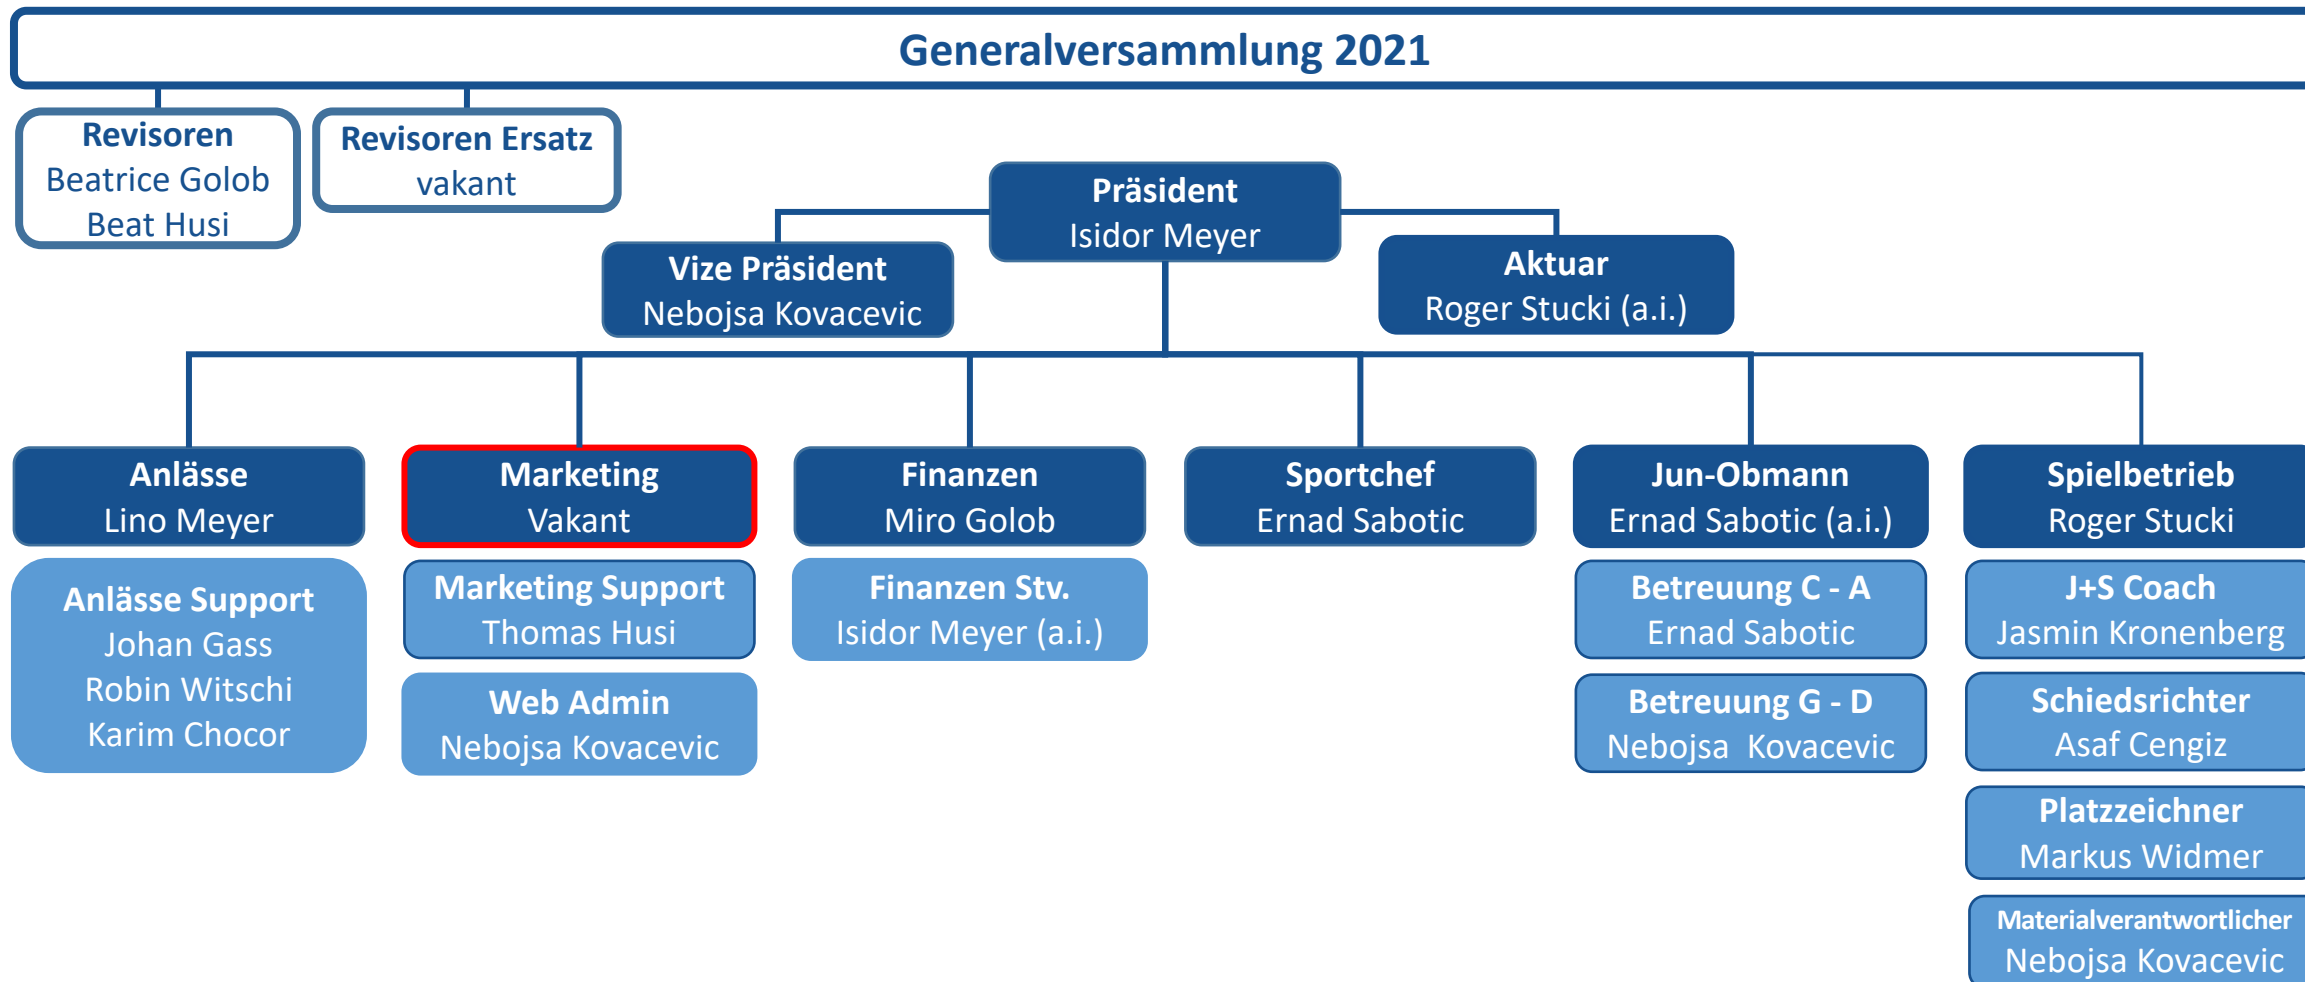 Generalversammlung 2021
Revisoren
Beatrice Golob
Beat Husi
Revisoren Ersatz
vakant
Präsident
Isidor Meyer
Vize Präsident
Nebojsa Kovacevic
Aktuar
Roger Stucki (a.i.)
Anlässe
Lino Meyer
Anlässe Support
Johan Gass
Robin Witschi
Karim Chocor
Marketing
Vakant
Marketing Support
Thomas Husi
Web Admin
Nebojsa Kovacevic
Finanzen
Miro Golob
Finanzen Stv.
Isidor Meyer (a.i.)
Sportchef
Ernad Sabotic
Jun-Obmann
Ernad Sabotic (a.i.)
Betreuung C - A
Ernad Sabotic
Betreuung G - D
Nebojsa  Kovacevic
Spielbetrieb
Roger Stucki
J+S Coach
Jasmin Kronenberg
Schiedsrichter
Asaf Cengiz
Platzzeichner
Markus Widmer
Materialverantwortlicher
Nebojsa Kovacevic